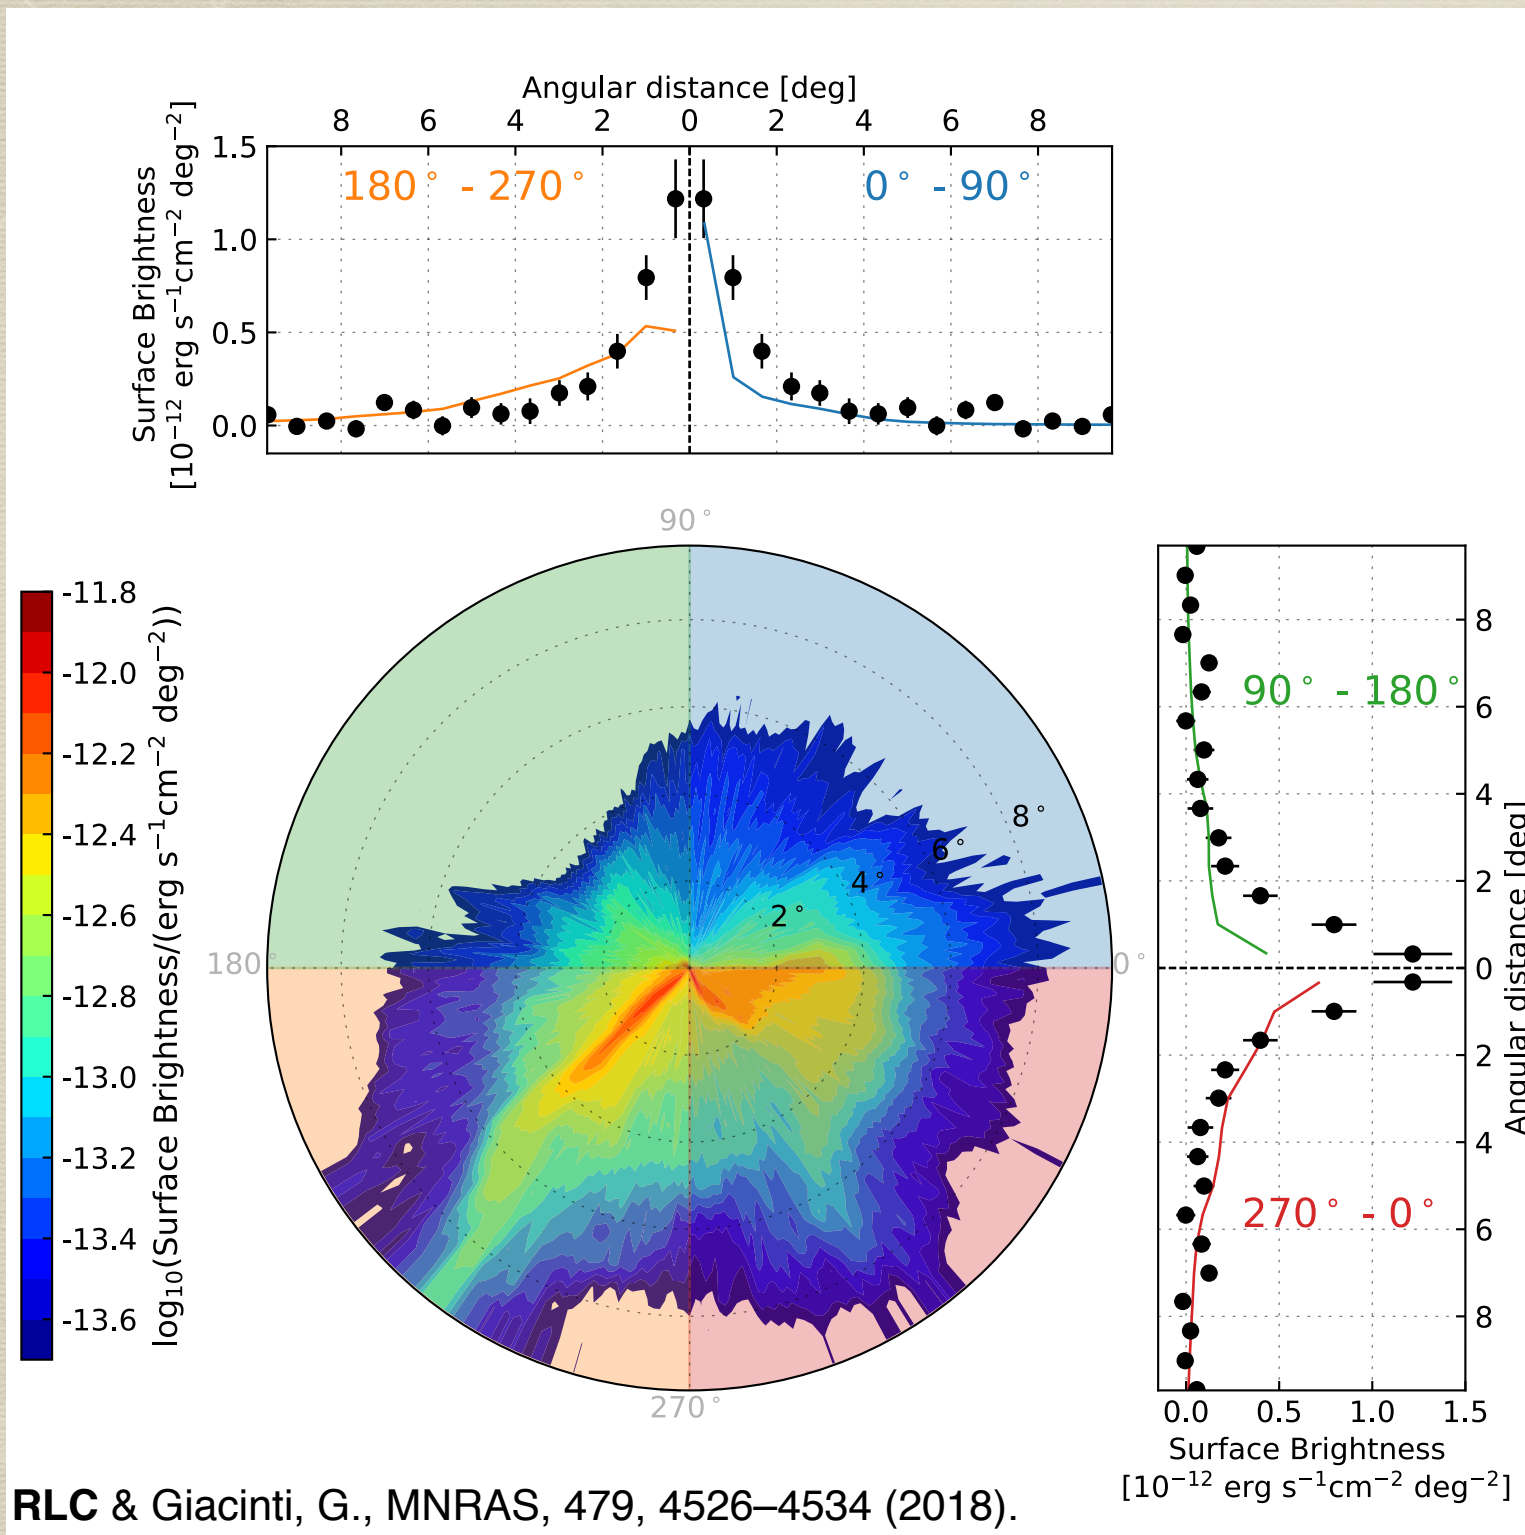 Angular distance [deg]
8 6 4 2 0 2 4 6 8
Surface Brightness
[10⁻¹² erg s⁻¹cm⁻² deg⁻²]
1.5
1.0
0.5
0.0
180° - 270°
0° - 90°
90°
180°
0°
270°
2°
4°
6°
8°
-11.8
-12.0
-12.2
-12.4
-12.6
-12.8
-13.0
-13.2
-13.4
-13.6
log₁₀(Surface Brightness/(erg s⁻¹cm⁻² deg⁻²))
90° - 180°
270° - 0°
8
6
4
2
0
2
4
6
8
Angular distance [deg]
0.0 0.5 1.0 1.5
Surface Brightness
[10⁻¹² erg s⁻¹cm⁻² deg⁻²]
RLC & Giacinti, G., MNRAS, 479, 4526–4534 (2018).